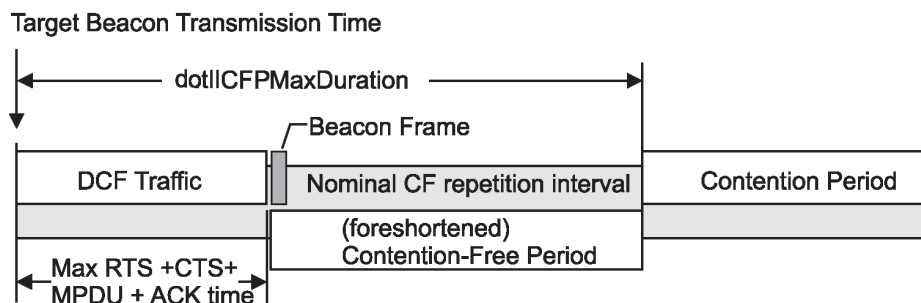 Target Beacon Transmission Time
dotIICFPMaxDuration
Beacon Frame
DCF Traffic
Nominal CF repetition interval
Contention Period
(foreshortened)
Contention-Free Period
Max RTS +CTS+
MPDU + ACK time